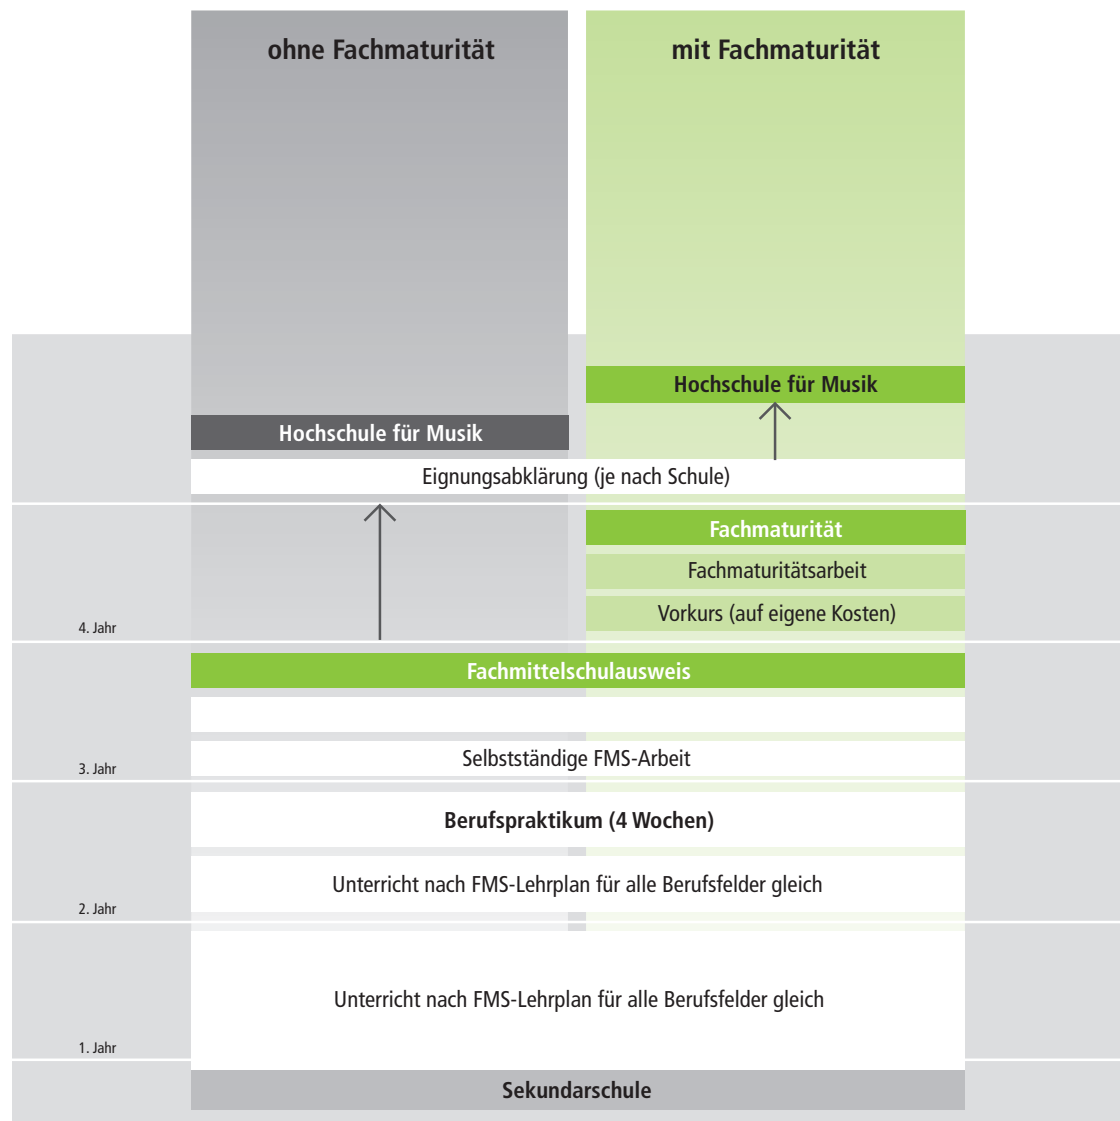 ohne Fachmaturität
mit Fachmaturität
Hochschule für Musik
Hochschule für Musik
Eignungsabklärung (je nach Schule)
Fachmaturität
Fachmaturitätsarbeit
Vorkurs (auf eigene Kosten)
4. Jahr
Fachmittelschulausweis
Selbstständige FMS-Arbeit
3. Jahr
Berufspraktikum (4 Wochen)
Unterricht nach FMS-Lehrplan für alle Berufsfelder gleich
2. Jahr
Unterricht nach FMS-Lehrplan für alle Berufsfelder gleich
1. Jahr
Sekundarschule